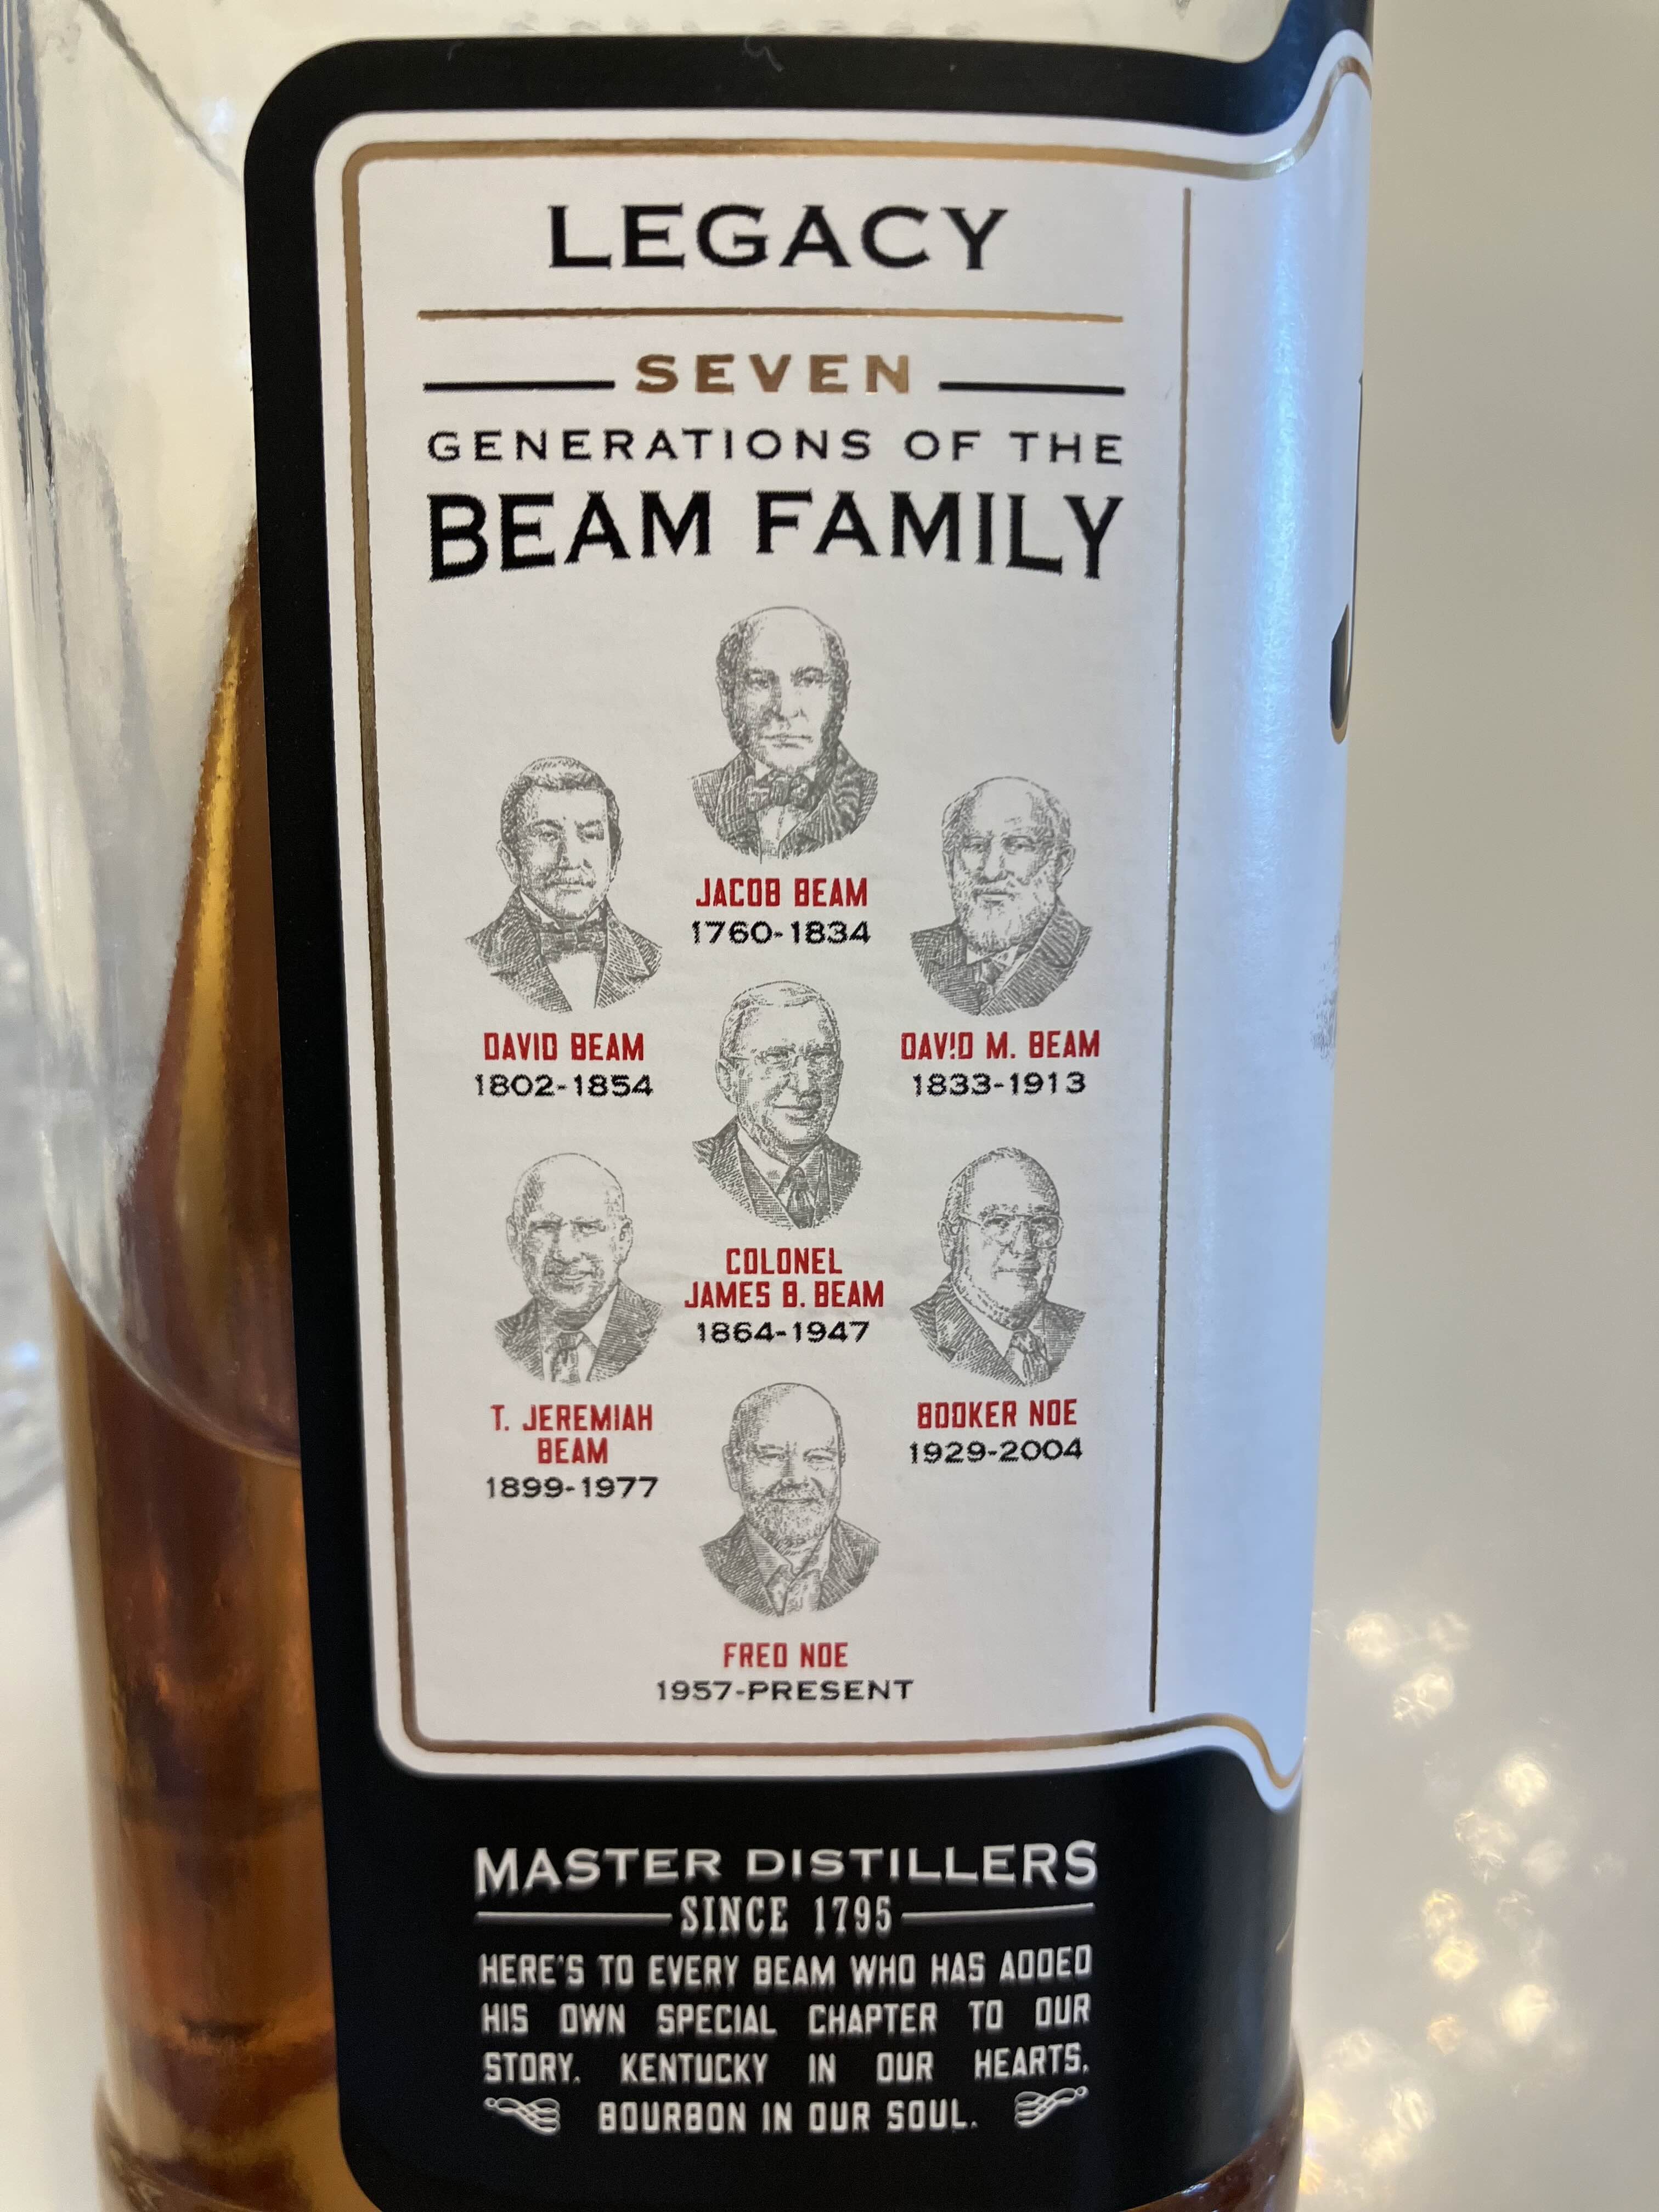 LEGACY
SEVEN
GENERATIONS OF THE
BEAM FAMILY
JACOB BEAM
1760-1834
DAVID BEAM
1802-1854
DAVID M. BEAM
1833-1913
COLONEL
JAMES B. BEAM
1864-1947
T. JEREMIAH
BEAM
1899-1977
BOOKER NOE
1929-2004
FRED NOE
1957-PRESENT
MASTER DISTILLERS
SINCE 1795
HERE'S TO EVERY BEAM WHO HAS ADDED
HIS OWN SPECIAL CHAPTER TO OUR
STORY. KENTUCKY IN OUR HEARTS.
BOURBON IN OUR SOUL.